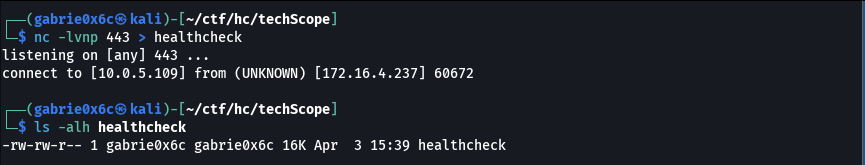 ┌──(gabrie0x6c㉿kali)-[~/ctf/hc/techScope]
└─$ nc -lvnp 443 > healthcheck
listening on [any] 443 ...
connect to [10.0.5.109] from (UNKNOWN) [172.16.4.237] 60672
┌──(gabrie0x6c㉿kali)-[~/ctf/hc/techScope]
└─$ ls -alh healthcheck
-rw-rw-r-- 1 gabrie0x6c gabrie0x6c 16K Apr  3 15:39 healthcheck